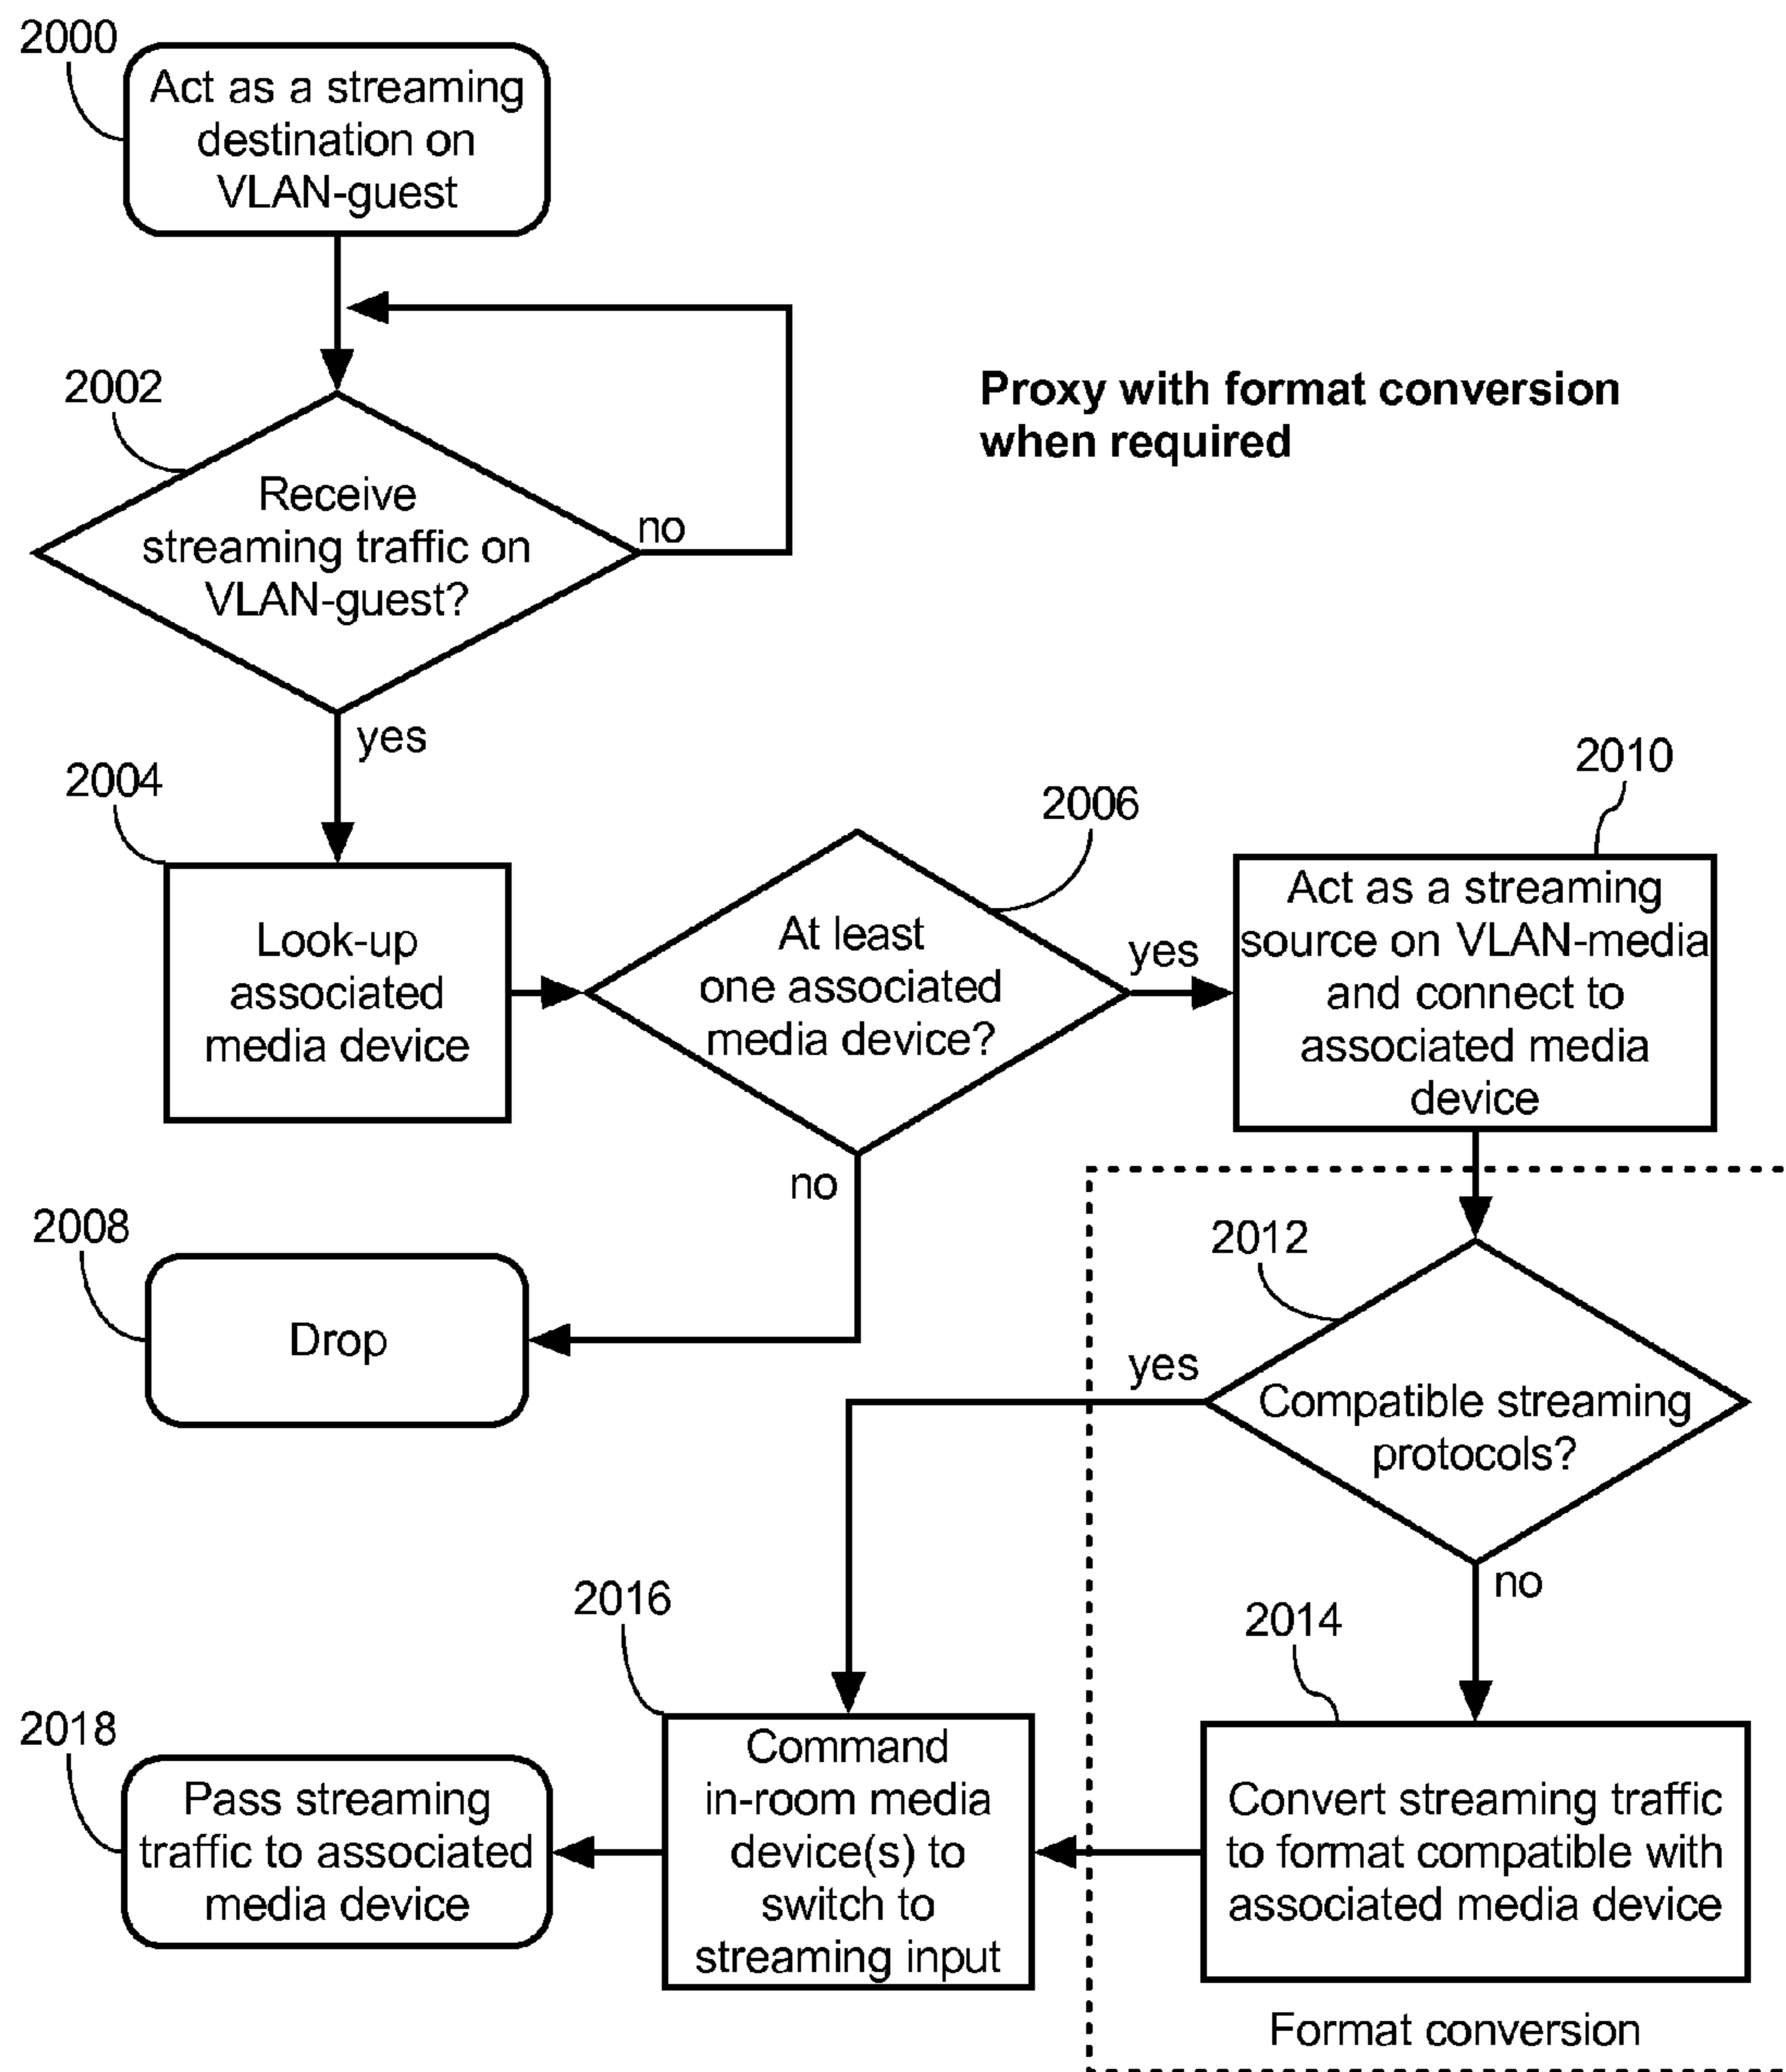 2000
Act as a streaming
destination on
VLAN-guest
2002
Proxy with format conversion
when required
Receive
streaming traffic on
VLAN-guest?
no
yes
2004
Look-up
associated
media device
2006
At least
one associated
media device?
yes
no
2010
Act as a streaming
source on VLAN-media
and connect to
associated media
device
2008
Drop
2012
Compatible streaming
protocols?
yes
no
2014
Convert streaming traffic
to format compatible with
associated media device
Format conversion
2016
Command
in-room media
device(s) to
switch to
streaming input
2018
Pass streaming
traffic to associated
media device